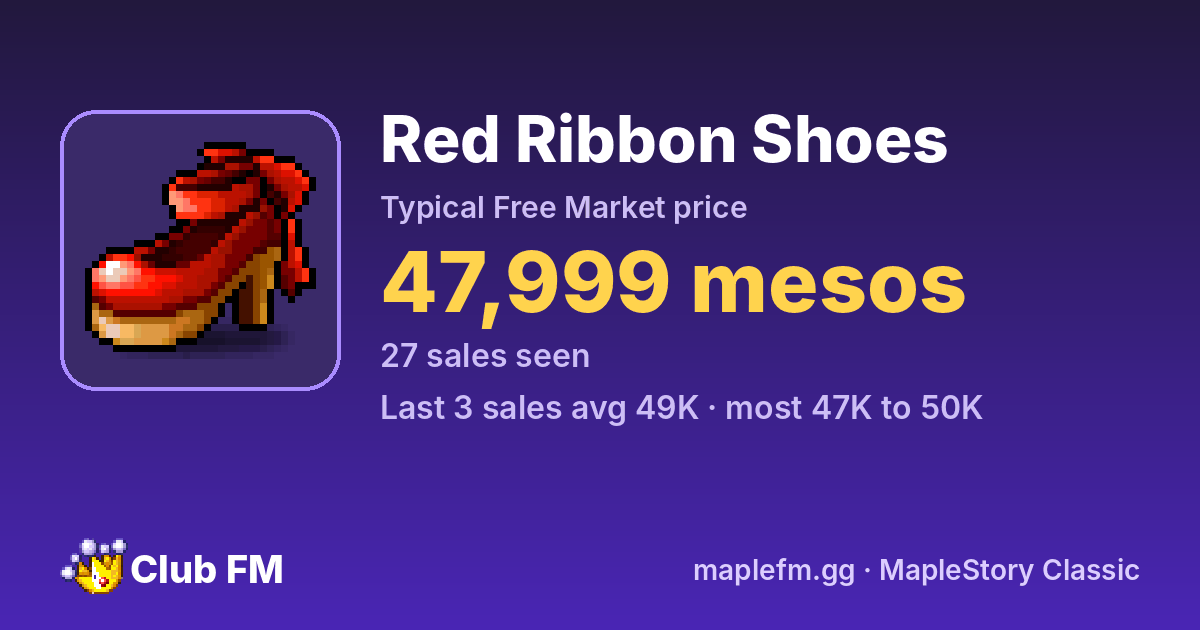 Red Ribbon Shoes
Typical Free Market price
47,999 mesos
27 sales seen
Last 3 sales avg 49K · most 47K to 50K
Club FM
maplefm.gg · MapleStory Classic